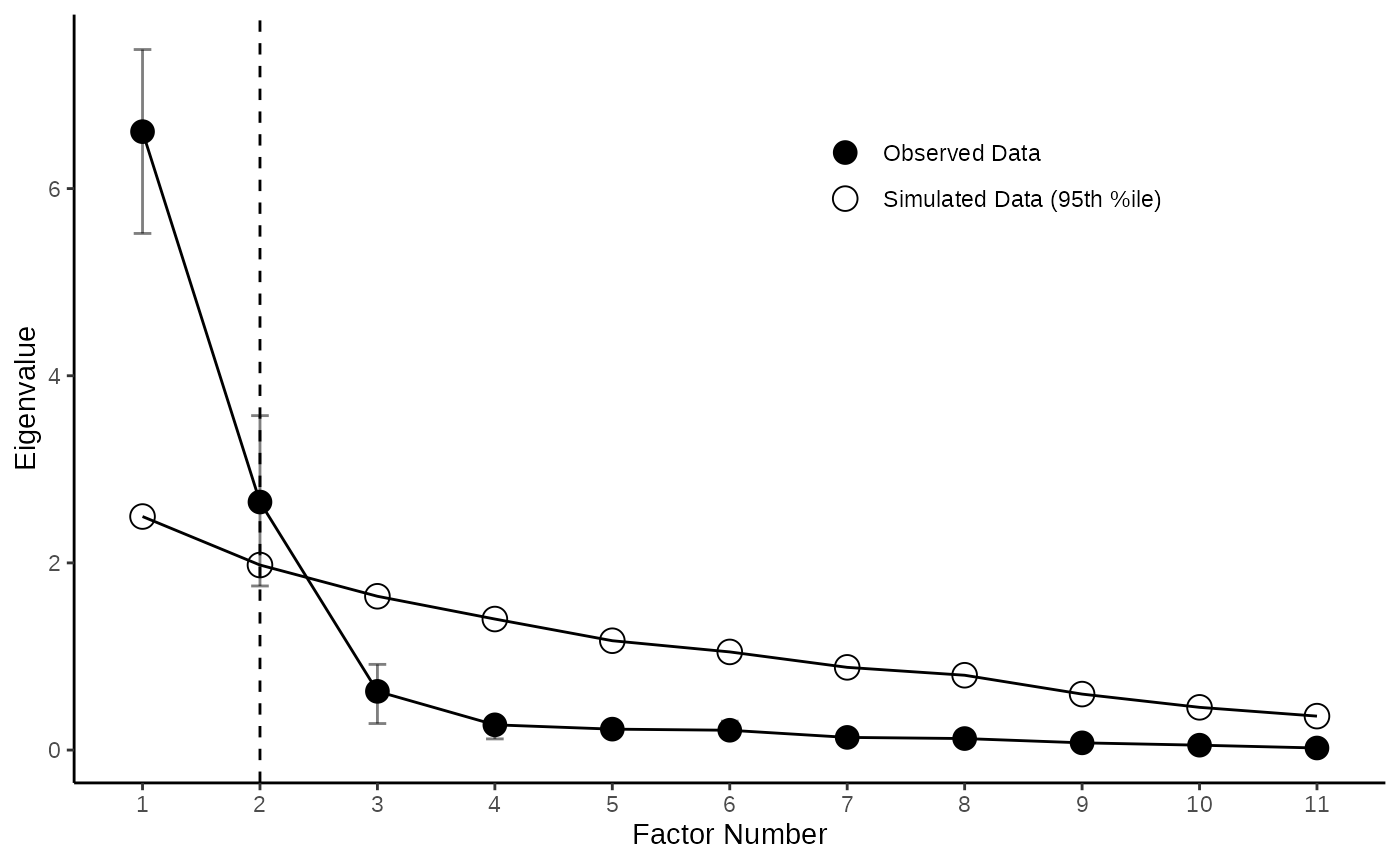 Eigenvalue
6
4
2
0
Observed Data
Simulated Data (95th %ile)
1 2 3 4 5 6 7 8 9 10 11
Factor Number